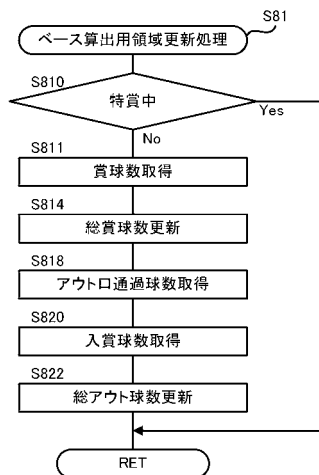 S81
ベース算出用領域更新処理
S810
特賞中
Yes
No
S811
賞球数取得
S814
総賞球数更新
S818
アウト口通過球数取得
S820
入賞球数取得
S822
総アウト球数更新
RET